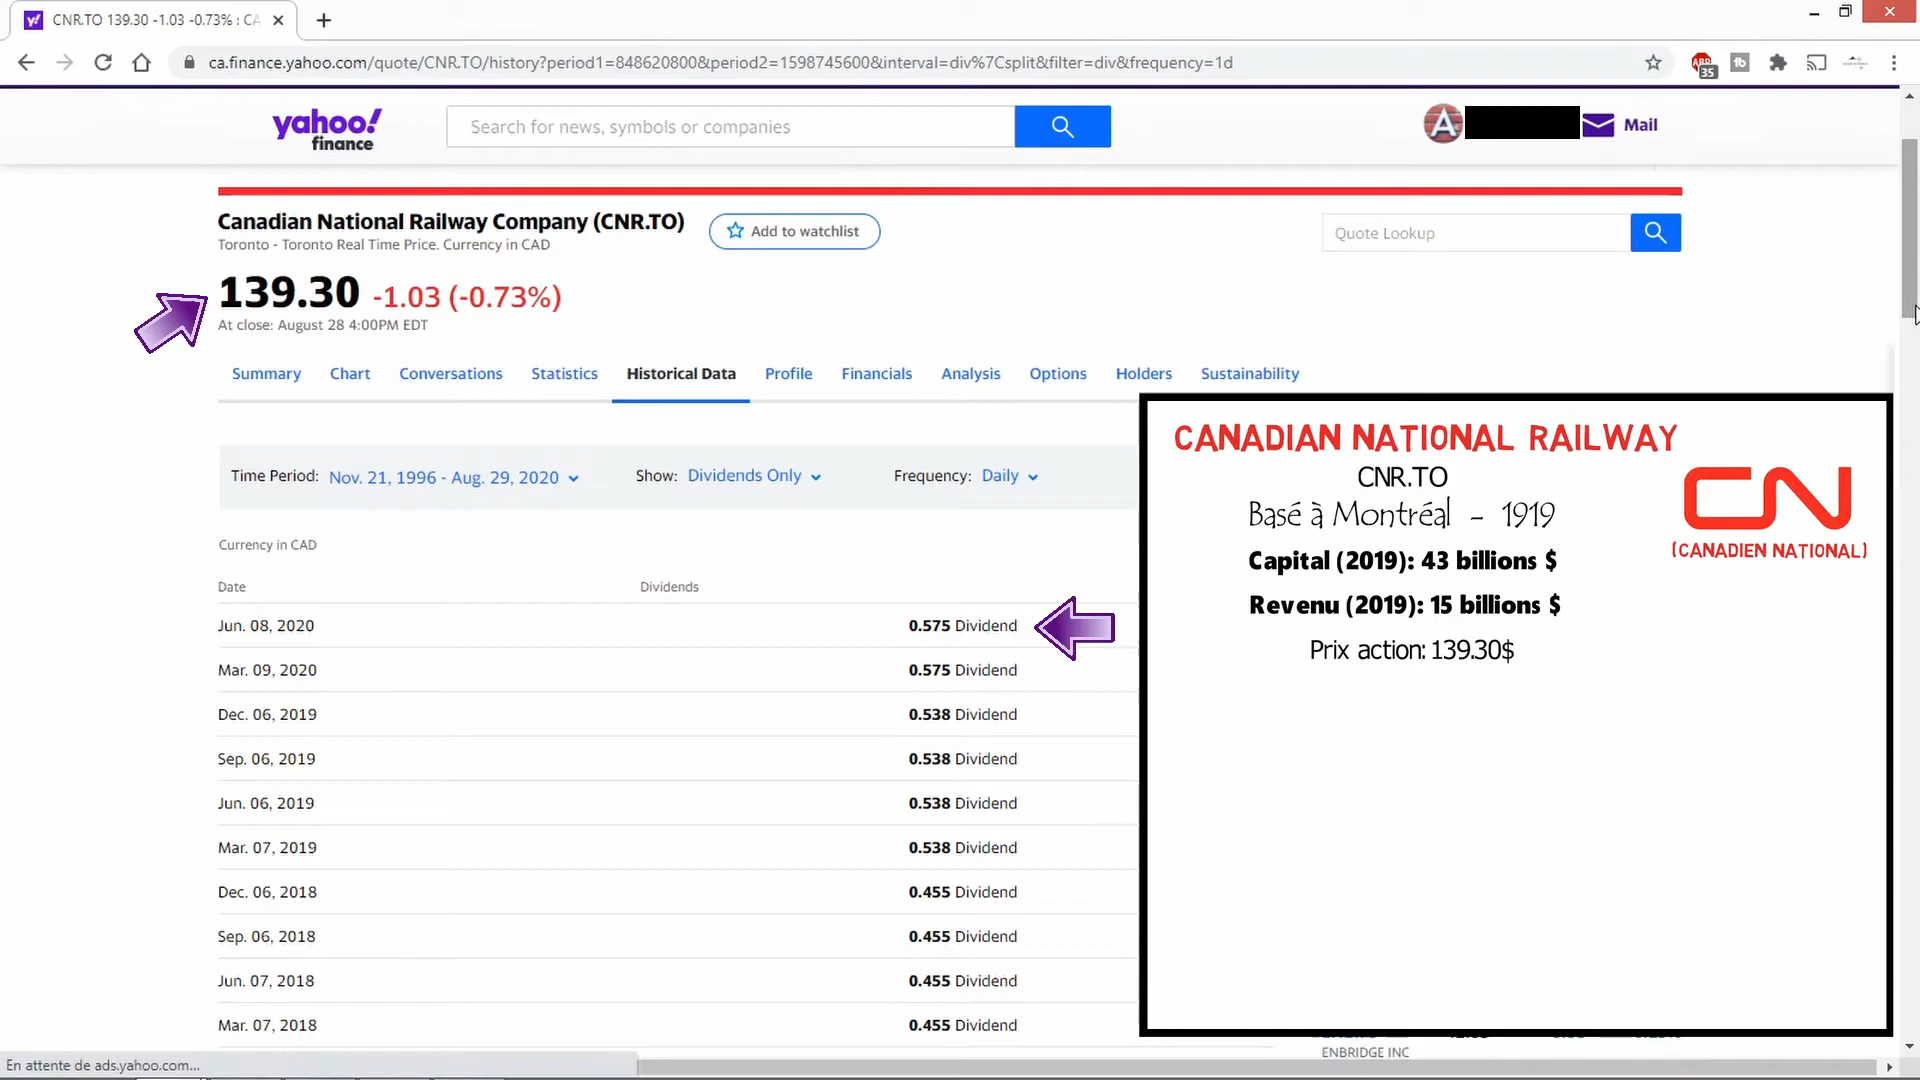 CNR.TO 139.30 -1.03 -0.73% : CA
ca.finance.yahoo.com/quote/CNR.TO/history?period1=848620800&period2=1598745600&interval=div%7Csplit&filter=div&frequency=1d
ABP
35
yahoo!
finance
Search for news, symbols or companies
A
Mail
Canadian National Railway Company (CNR.TO)
Add to watchlist
Toronto - Toronto Real Time Price. Currency in CAD
Quote Lookup
139.30 -1.03 (-0.73%)
At close: August 28 4:00PM EDT
Summary Chart Conversations Statistics Historical Data Profile Financials Analysis Options Holders Sustainability
Time Period: Nov. 21, 1996 - Aug. 29, 2020 Show: Dividends Only Frequency: Daily
Currency in CAD
Date Dividends
Jun. 08, 2020 0.575 Dividend
Mar. 09, 2020 0.575 Dividend
Dec. 06, 2019 0.538 Dividend
Sep. 06, 2019 0.538 Dividend
Jun. 06, 2019 0.538 Dividend
Mar. 07, 2019 0.538 Dividend
Dec. 06, 2018 0.455 Dividend
Sep. 06, 2018 0.455 Dividend
Jun. 07, 2018 0.455 Dividend
Mar. 07, 2018 0.455 Dividend
CANADIAN NATIONAL RAILWAY
CNR.TO
Basé à Montréal - 1919
Capital (2019): 43 billions $
Revenu (2019): 15 billions $
Prix action: 139.30$
CN
(CANADIEN NATIONAL)
ENBRIDGE INC
En attente de ads.yahoo.com...